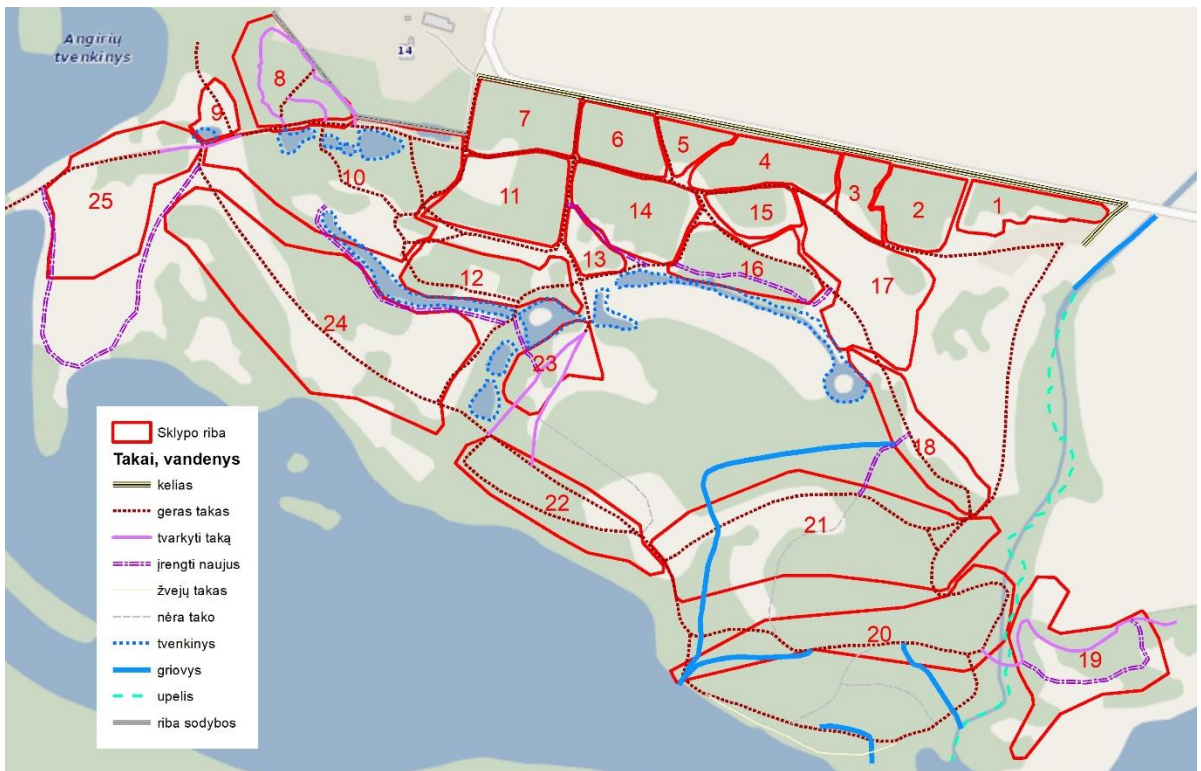 Angirių
tvenkinys
14
8
9
7
6
5
4
3
2
1
10
25
11
14
15
13
16
12
17
24
23
18
22
21
20
19
Sklypo riba
Takai, vandenys
kelias
geras takas
tvarkyti taką
įrengti naujus
žvejų takas
nėra tako
tvenkinys
griovys
upelis
riba sodybos